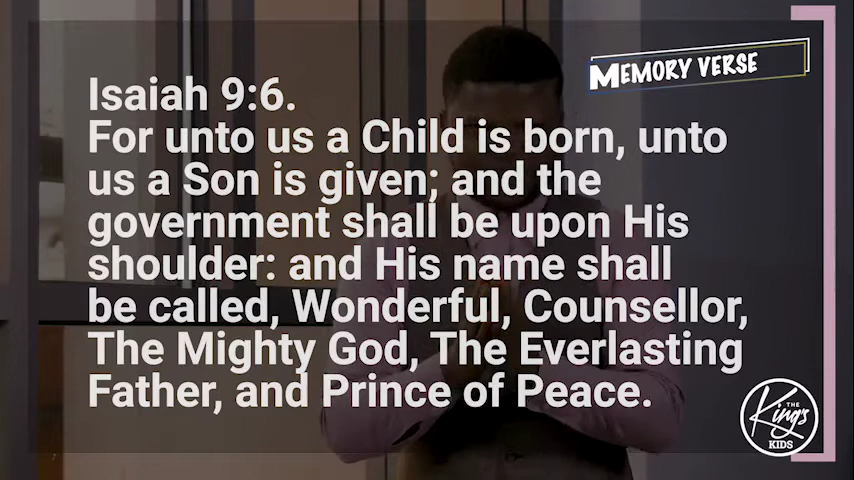 MEMORY VERSE
Isaiah 9:6.
For unto us a Child is born, unto
us a Son is given; and the
government shall be upon His
shoulder: and His name shall
be called, Wonderful, Counsellor,
The Mighty God, The Everlasting
Father, and Prince of Peace.
THE
King's
KIDS